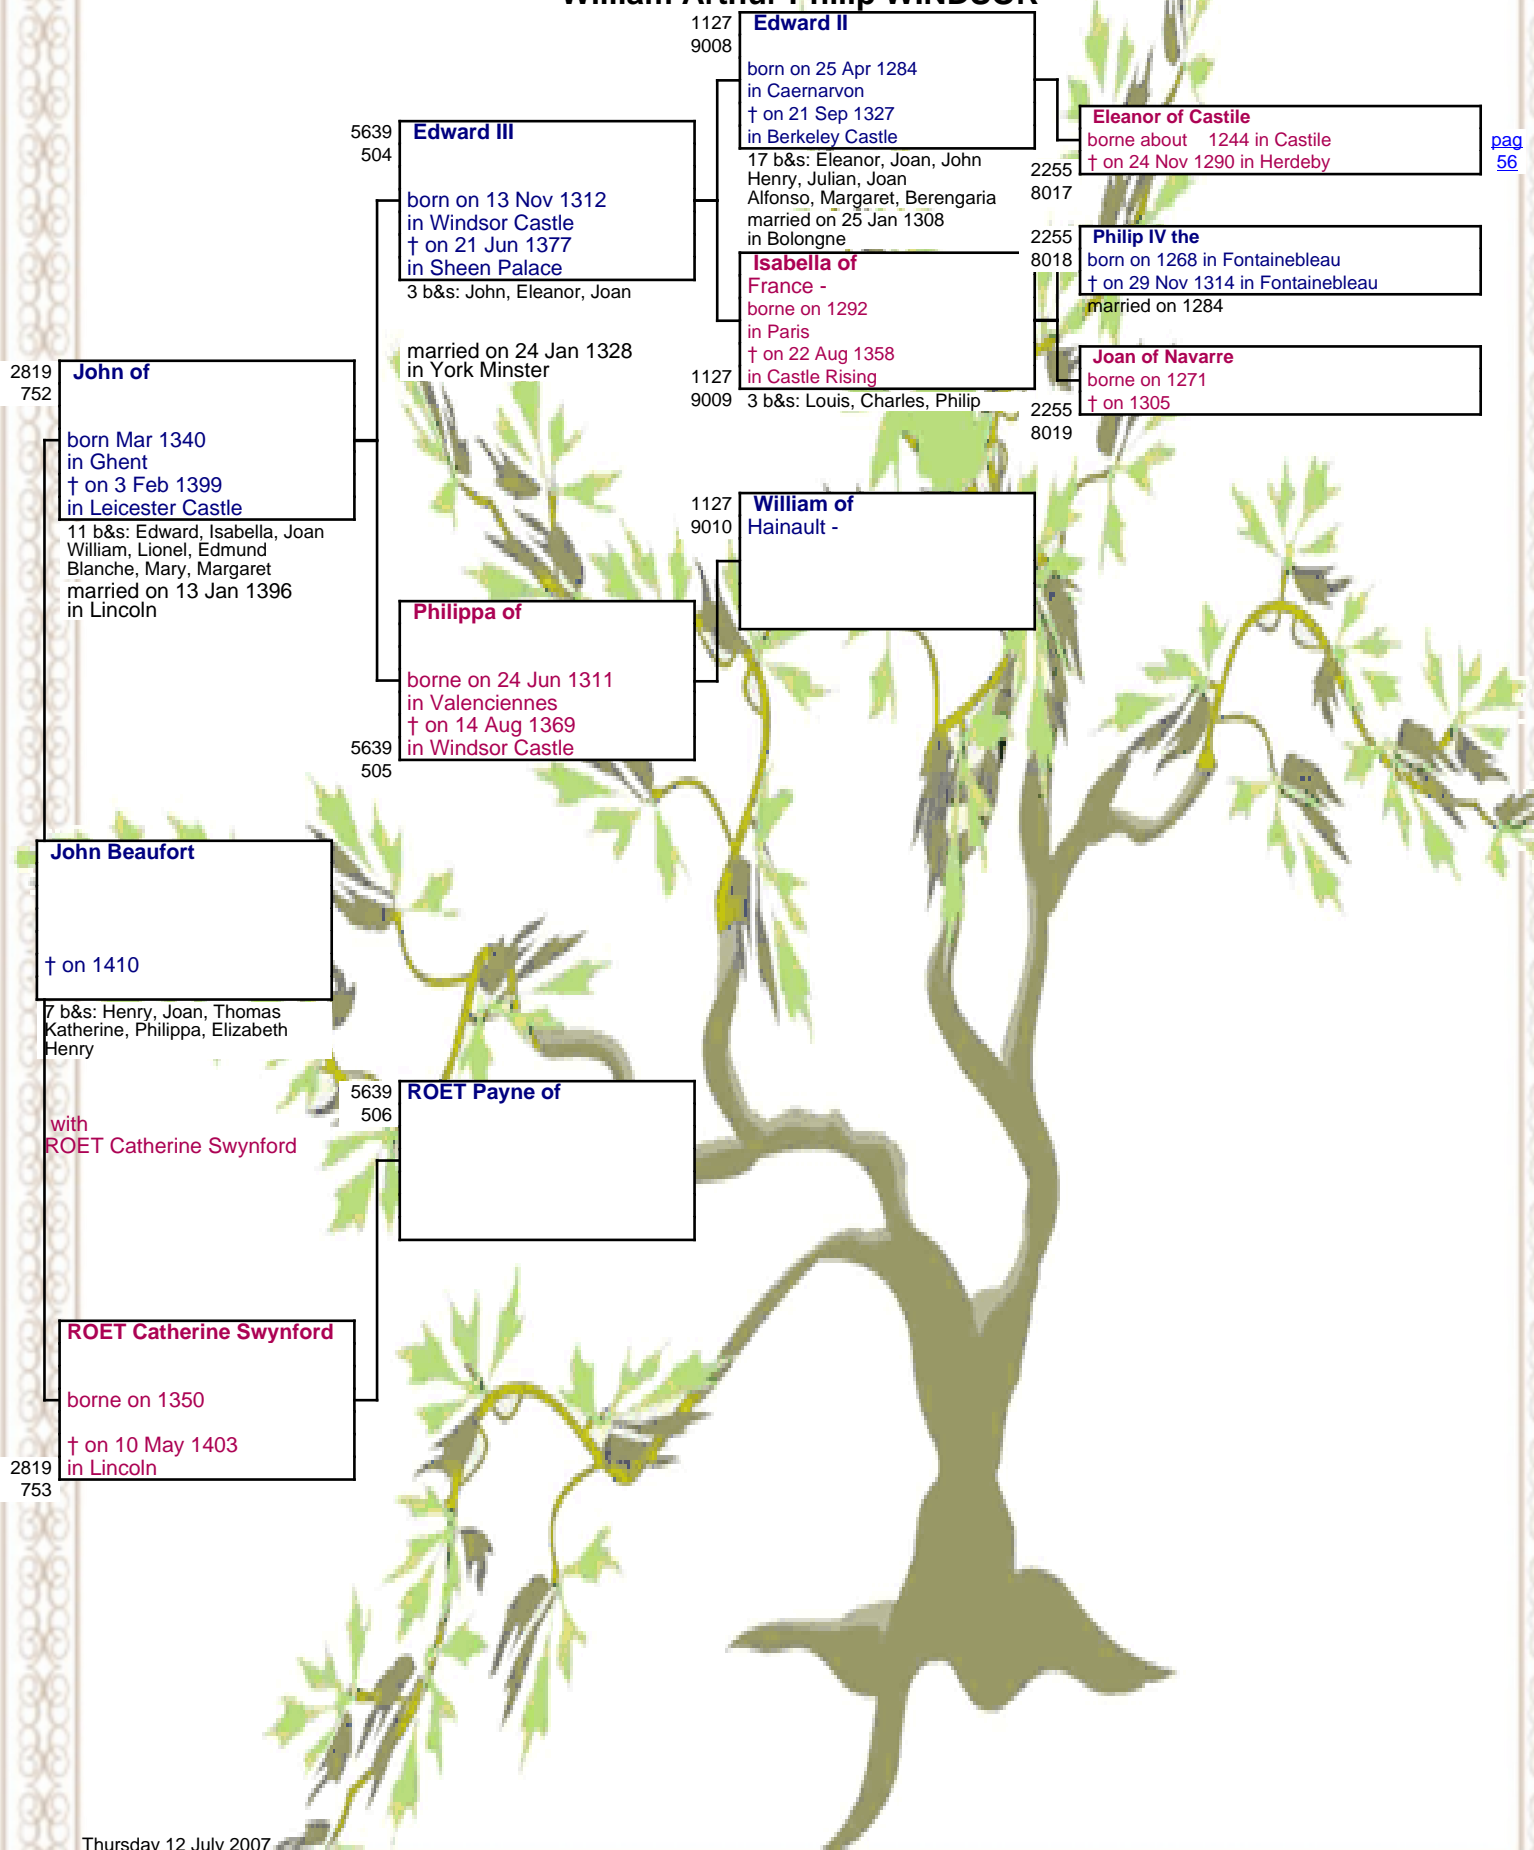 1127
9008
Edward II
born on 25 Apr 1284
in Caernarvon
† on 21 Sep 1327
in Berkeley Castle
17 b&s: Eleanor, Joan, John
Henry, Julian, Joan
Alfonso, Margaret, Berengaria
married on 25 Jan 1308
in Bolongne
Eleanor of Castile
borne about 1244 in Castile
† on 24 Nov 1290 in Herdeby
2255
8017
pag
56
5639
504
Edward III
born on 13 Nov 1312
in Windsor Castle
† on 21 Jun 1377
in Sheen Palace
3 b&s: John, Eleanor, Joan
married on 24 Jan 1328
in York Minster
2255
8018
Philip IV the
born on 1268 in Fontainebleau
† on 29 Nov 1314 in Fontainebleau
married on 1284
Isabella of
France -
borne on 1292
in Paris
† on 22 Aug 1358
in Castle Rising
1127
9009
3 b&s: Louis, Charles, Philip
Joan of Navarre
borne on 1271
† on 1305
2255
8019
2819
752
John of
born Mar 1340
in Ghent
† on 3 Feb 1399
in Leicester Castle
11 b&s: Edward, Isabella, Joan
William, Lionel, Edmund
Blanche, Mary, Margaret
married on 13 Jan 1396
in Lincoln
1127
9010
William of
Hainault -
Philippa of
borne on 24 Jun 1311
in Valenciennes
† on 14 Aug 1369
in Windsor Castle
5639
505
John Beaufort
† on 1410
7 b&s: Henry, Joan, Thomas
Katherine, Philippa, Elizabeth
Henry
with
ROET Catherine Swynford
5639
506
ROET Payne of
ROET Catherine Swynford
borne on 1350
† on 10 May 1403
in Lincoln
2819
753
Thursday 12 July 2007